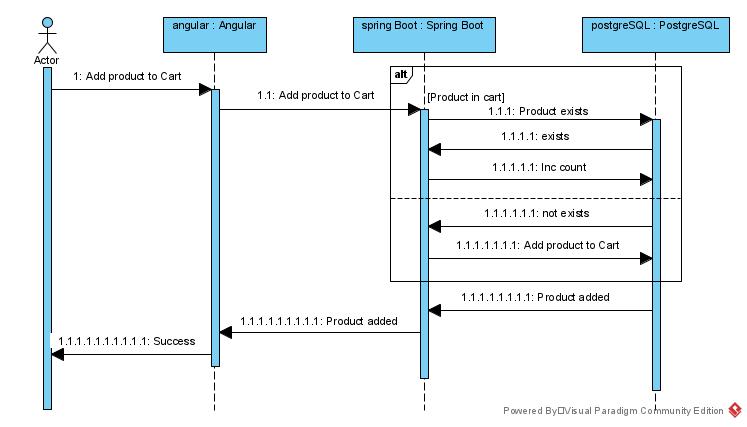 angular : Angular
spring Boot : Spring Boot
postgreSQL : PostgreSQL
Actor
alt
1: Add product to Cart
1.1: Add product to Cart
[Product in cart]
1.1.1: Product exists
1.1.1.1: exists
1.1.1.1.1: Inc count
1.1.1.1.1.1: not exists
1.1.1.1.1.1.1: Add product to Cart
1.1.1.1.1.1.1.1: Product added
1.1.1.1.1.1.1.1.1: Product added
1.1.1.1.1.1.1.1.1.1: Success
Powered By□Visual Paradigm Community Edition